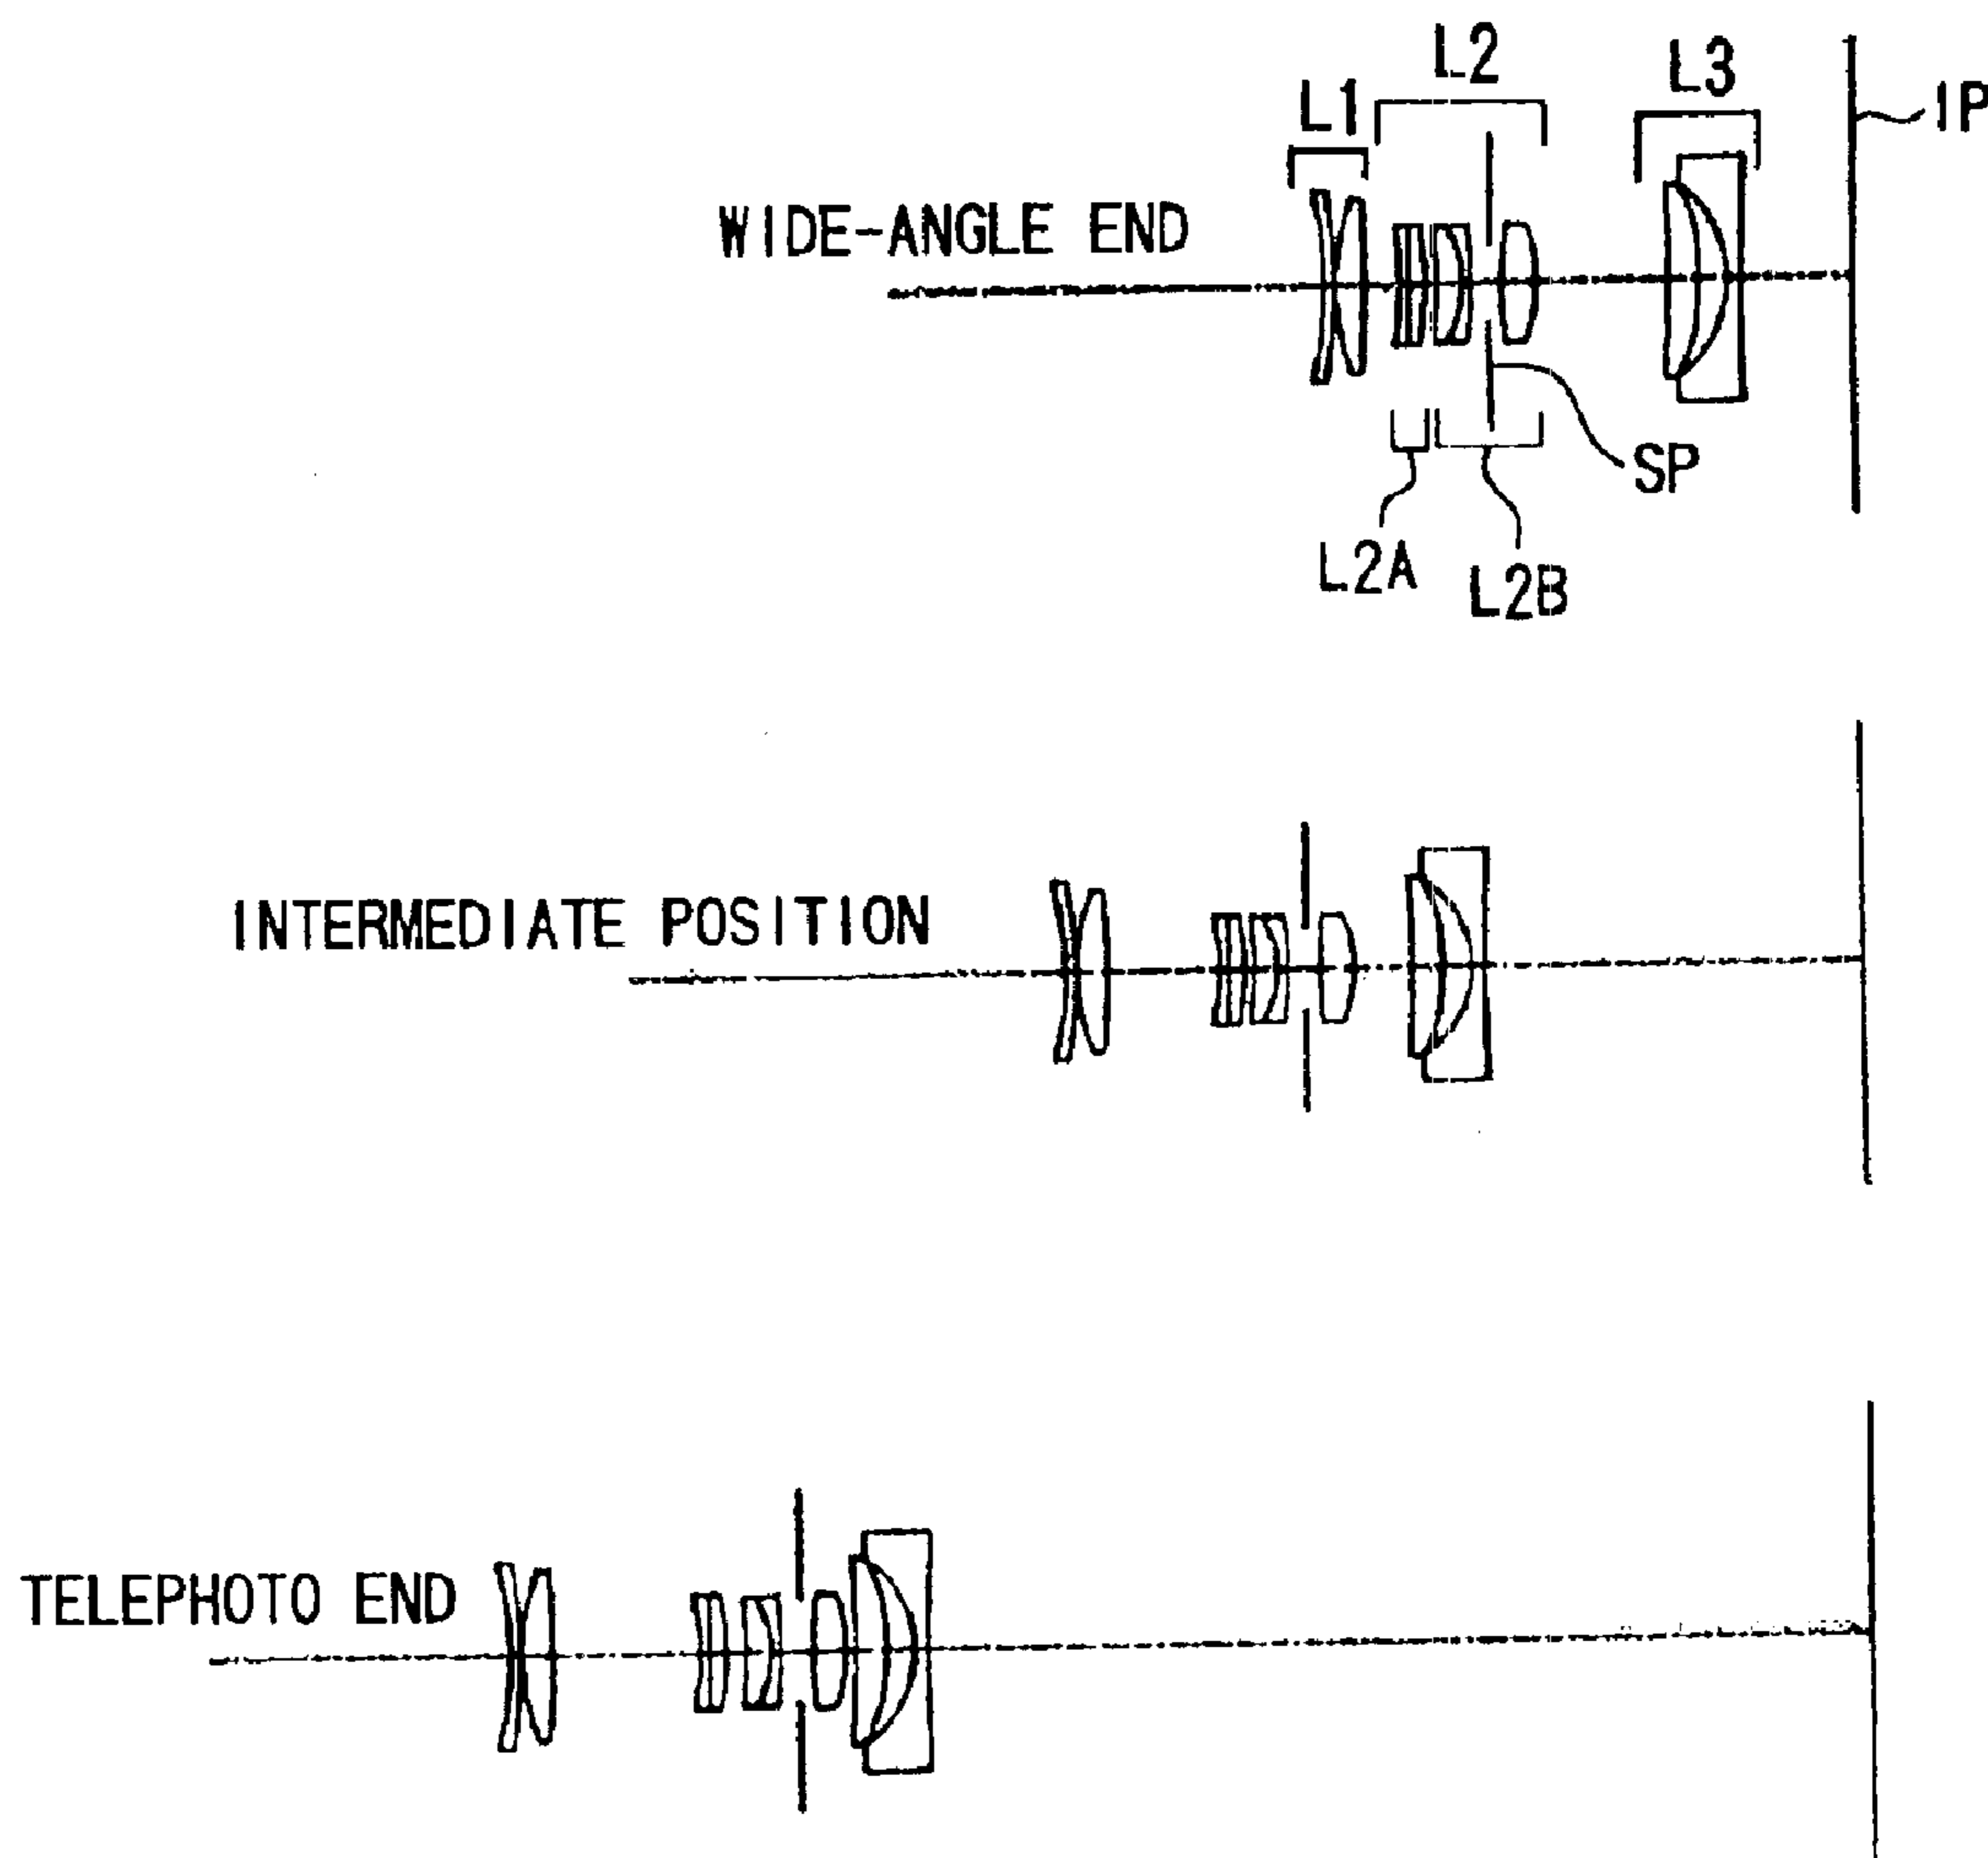 L2
L3
L1
IP
WIDE-ANGLE END
SP
L2A
L2B
INTERMEDIATE POSITION
TELEPHOTO END